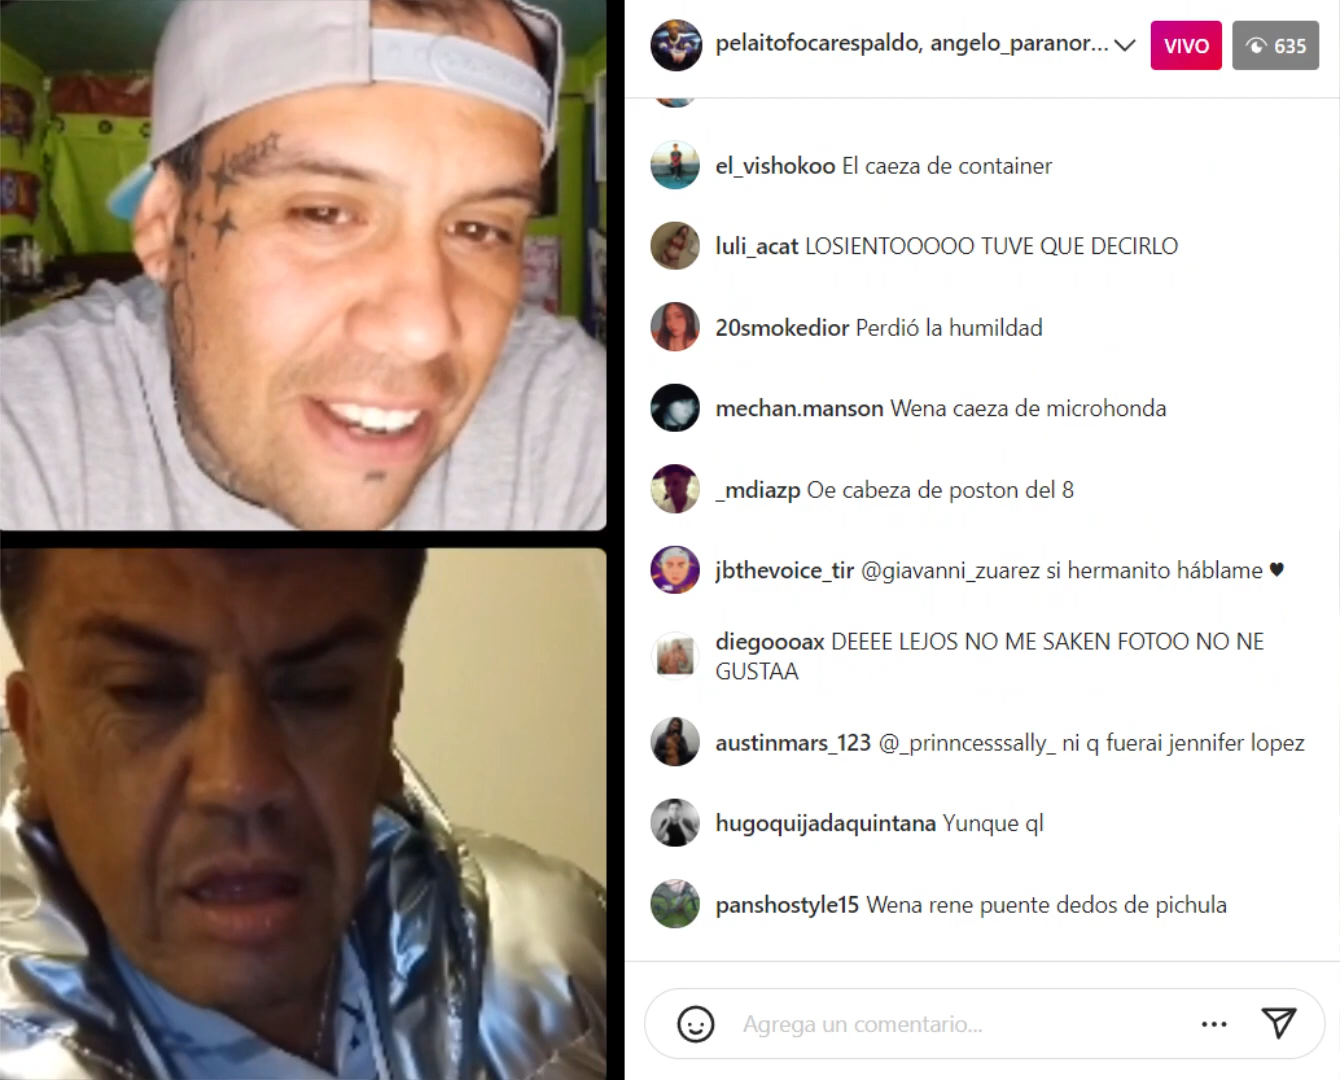 pelaitofocarespaldo, angelo_paranor... VIVO 635
el_vishokoo El caeza de container
luli_acat LOSIENTOOOOO TUVE QUE DECIRLO
20smokedior Perdió la humildad
mechan.manson Wena caeza de microhonda
_mdiazp Oe cabeza de poston del 8
jbthevoice_tir @giavanni_zuarez si hermanito háblame ♥
diegoooax DEEEE LEJOS NO ME SAKEN FOTOO NO NE
GUSTAA
austinmars_123 @_prinncesssally_ ni q fuerai jennifer lopez
hugoquijadaquintana Yunque ql
panshostyle15 Wena rene puente dedos de pichula
Agrega un comentario...